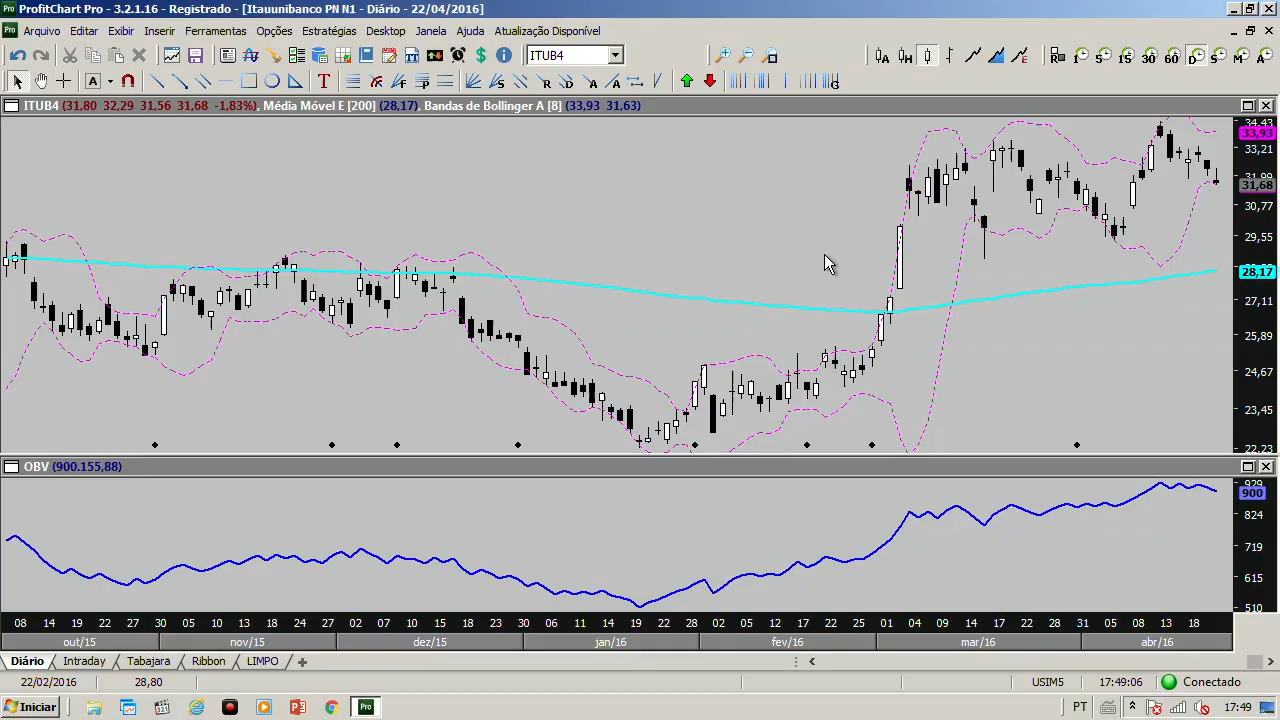 ProfitChart Pro - 3.2.1.16 - Registrado - [Itauunibanco PN N1 - Diário - 22/04/2016]
Arquivo Editar Exibir Inserir Ferramentas Opções Estratégias Desktop Janela Ajuda Atualização Disponível
ITUB4
1 5 15 30 60 D S M A
A T
ITUB4 (31,80 32,29 31,56 31,68 -1,83%), Média Móvel E [200] (28,17), Bandas de Bollinger A [8] (33,93 31,63)
34,43
33,93
33,21
31,99
31,68
30,77
29,55
28,17
27,11
25,89
24,67
23,45
22,23
OBV (900.155,88)
929
900
824
719
615
510
08 14 19 22 27 30 05 10 13 18 24 27 02 07 10 15 18 23 30 06 11 14 19 22 28 02 05 12 17 22 25 01 04 09 14 17 22 28 31 05 08 13 18
out/15 nov/15 dez/15 jan/16 fev/16 mar/16 abr/16
Diário Intraday Tabajara Ribbon LIMPO
22/02/2016 28,80 USIM5 17:49:06 Conectado
Iniciar PT 17:49